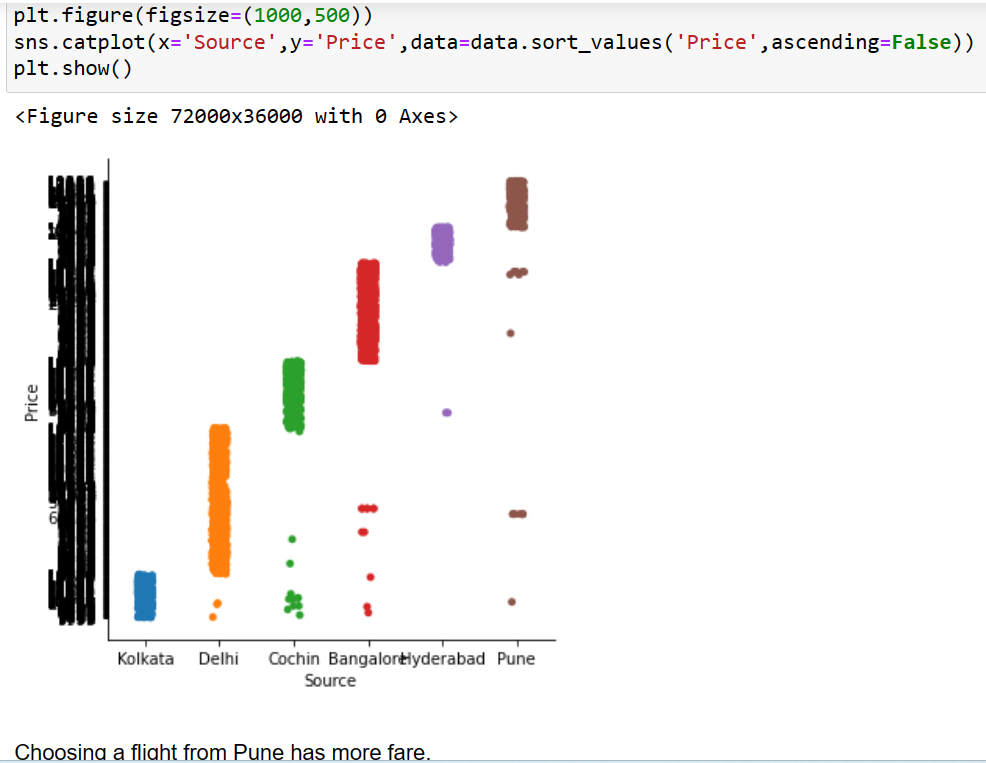 plt.figure(figsize=(1000,500))
sns.catplot(x='Source',y='Price',data=data.sort_values('Price',ascending=False))
plt.show()
<Figure size 72000x36000 with 0 Axes>
Price
Kolkata Delhi Cochin Bangalore Hyderabad Pune
Source
Choosing a flight from Pune has more fare.